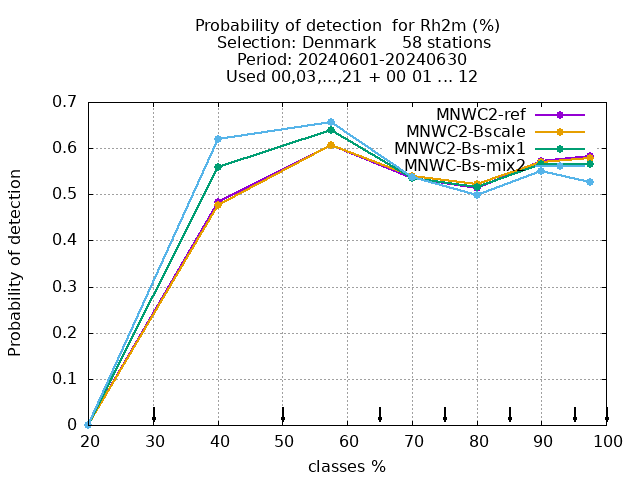 Probability of detection  for Rh2m (%)
Selection: Denmark     58 stations
Period: 20240601-20240630
Used 00,03,...,21 + 00 01 ... 12
MNWC2-ref
MNWC2-Bscale
MNWC2-Bs-mix1
MNWC-Bs-mix2
Probability of detection
0.7
0.6
0.5
0.4
0.3
0.2
0.1
0
20 30 40 50 60 70 80 90 100
classes %